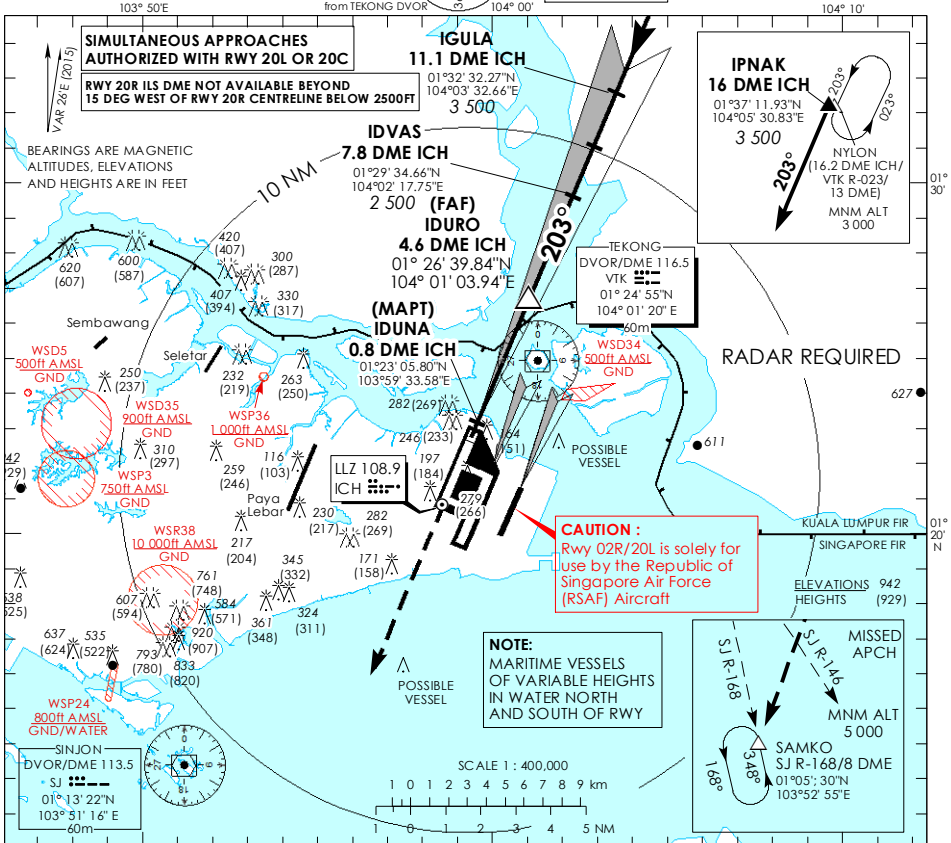 103° 50'E
from TEKONG DVOR
104° 00'
104° 10'
SIMULTANEOUS APPROACHES
AUTHORIZED WITH RWY 20L OR 20C
RWY 20R ILS DME NOT AVAILABLE BEYOND
15 DEG WEST OF RWY 20R CENTRELINE BELOW 2500FT
VAR 26'E (2015)
BEARINGS ARE MAGNETIC
ALTITUDES, ELEVATIONS
AND HEIGHTS ARE IN FEET
10 NM
IGULA
11.1 DME ICH
01°32' 32.27"N
104°03' 32.66"E
3 500
IDVAS
7.8 DME ICH
01°29' 34.66"N
104°02' 17.75"E
2 500
(FAF)
IDURO
4.6 DME ICH
01° 26' 39.84"N
104° 01' 03.94"E
(MAPT)
IDUNA
0.8 DME ICH
01°23' 05.80"N
103°59' 33.58"E
203°
IPNAK
16 DME ICH
01°37' 11.93"N
104°05' 30.83"E
3 500
203°
023°
203°
NYLON
(16.2 DME ICH/
VTK R-023/
13 DME)
MNM ALT
3 000
01°
30'
TEKONG
DVOR/DME 116.5
VTK
01° 24' 55"N
104° 01' 20" E
60m
WSD34
500ft AMSL
GND
RADAR REQUIRED
620
(607)
600
(587)
420
(407)
300
(287)
407
(394)
330
(317)
Sembawang
Seletar
WSD5
500ft AMSL
GND
250
(237)
232
(219)
263
(250)
WSD35
900ft AMSL
GND
WSP36
1 000ft AMSL
GND
282 (269)
246 (233)
164
(151)
POSSIBLE
VESSEL
627
611
310
(297)
WSP3
750ft AMSL
GND
259
(246)
116
(103)
Paya
Lebar
LLZ 108.9
ICH
197
(184)
279
(266)
230
(217)
282
(269)
217
(204)
171
(158)
WSR38
10 000ft AMSL
GND
761
(748)
345
(332)
607
(594)
584
(571)
361
(348)
324
(311)
637
(624)
535
(522)
920
(907)
793
(780)
833
(820)
CAUTION :
Rwy 02R/20L is solely for
use by the Republic of
Singapore Air Force
(RSAF) Aircraft
KUALA LUMPUR FIR
SINGAPORE FIR
20'
01°
N
ELEVATIONS 942
HEIGHTS (929)
NOTE:
MARITIME VESSELS
OF VARIABLE HEIGHTS
IN WATER NORTH
AND SOUTH OF RWY
POSSIBLE
VESSEL
WSP24
800ft AMSL
GND/WATER
SINJON
DVOR/DME 113.5
SJ
01° 13' 22"N
103° 51' 16" E
60m
SCALE 1 : 400,000
1 0 1 2 3 4 5 6 7 8 9 km
1 0 1 2 3 4 5 NM
MISSED
APCH
SJ R-168
SJ R-146
MNM ALT
5 000
SAMKO
SJ R-168/8 DME
01°05'; 30"N
103°52' 55"E
168°
348°